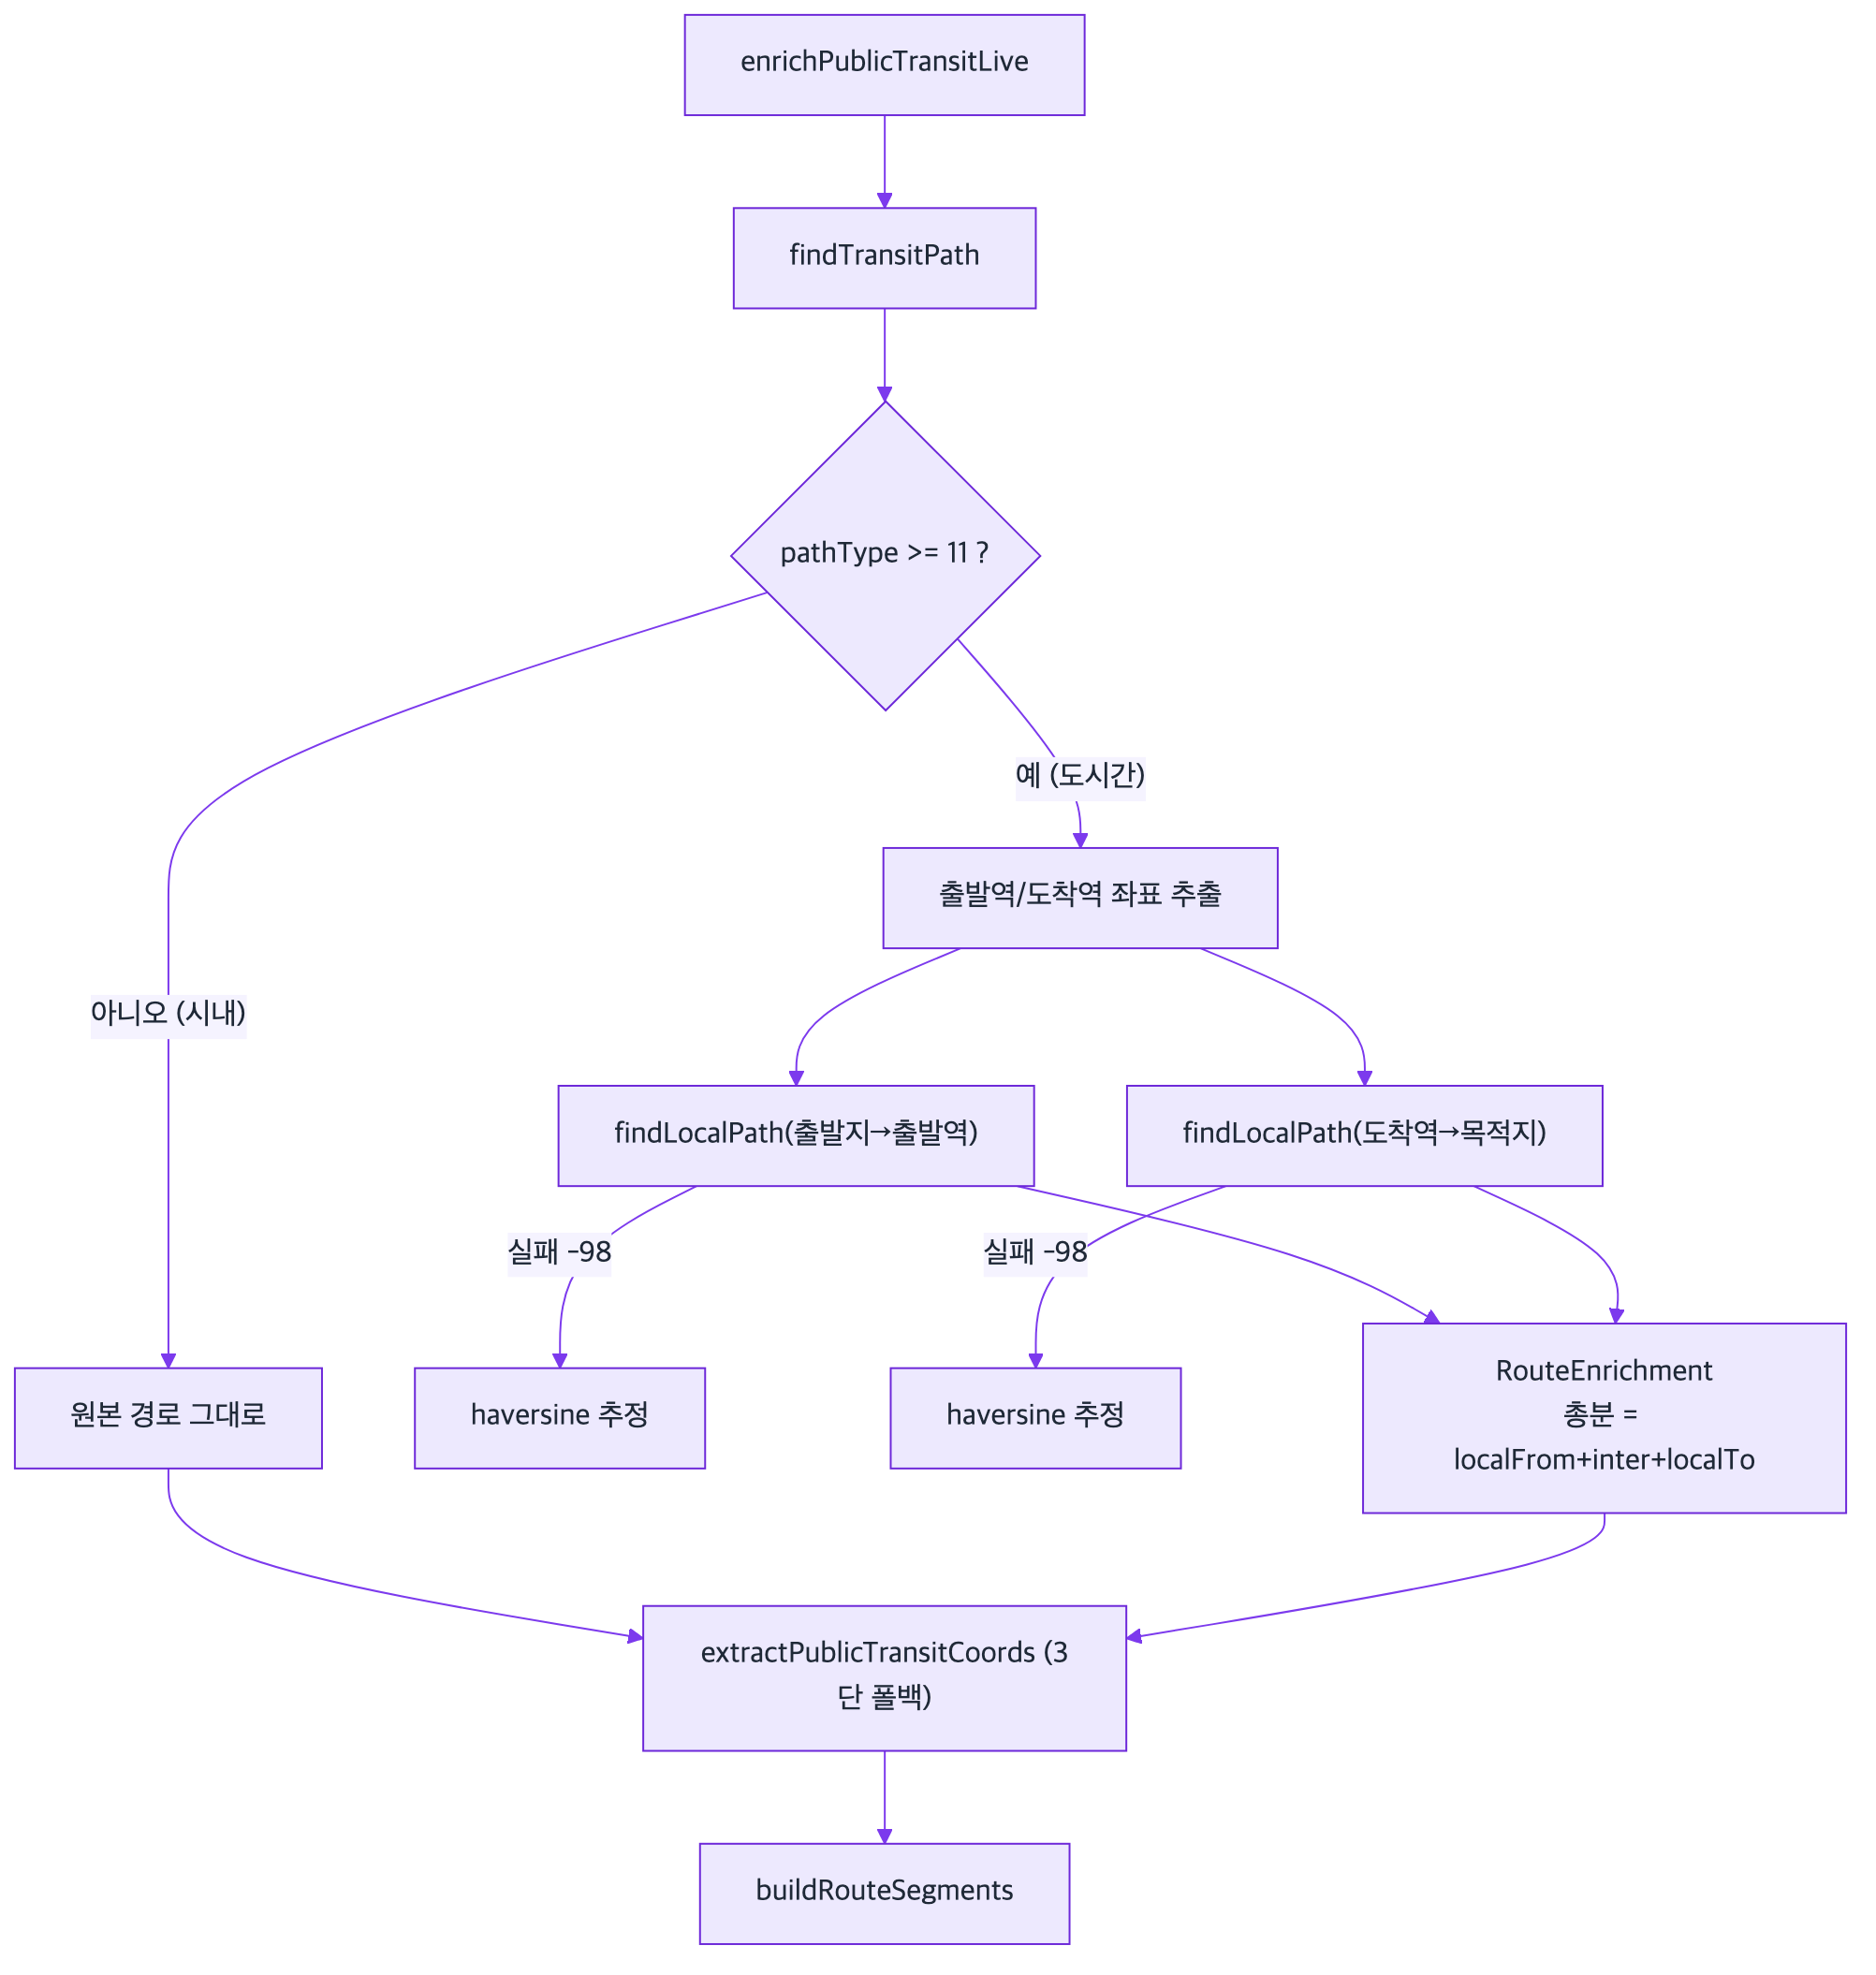 enrichPublicTransitLive
findTransitPath
pathType >= 11 ?
예 (도시간)
출발역/도착역 좌표 추출
아니오 (시내)
findLocalPath(출발지→출발역)
findLocalPath(도착역→목적지)
실패 -98
실패 -98
원본 경로 그대로
haversine 추정
haversine 추정
RouteEnrichment
총분 =
localFrom+inter+localTo
extractPublicTransitCoords (3
단 폴백)
buildRouteSegments